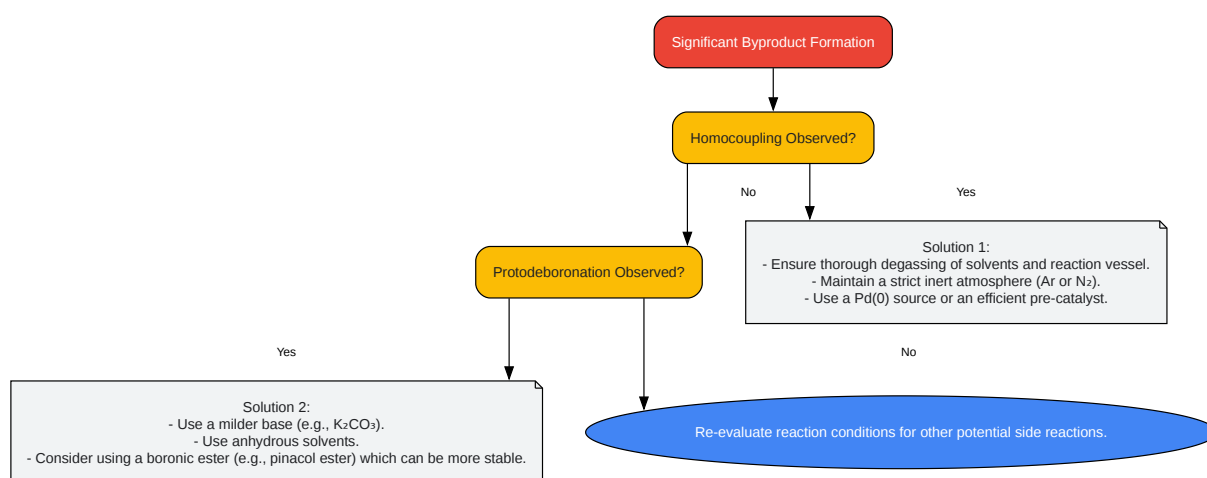 Significant Byproduct Formation
Homocoupling Observed?
No
Yes
Solution 1:
- Ensure thorough degassing of solvents and reaction vessel.
- Maintain a strict inert atmosphere (Ar or N₂).
- Use a Pd(0) source or an efficient pre-catalyst.
Protodeboronation Observed?
Yes
No
Solution 2:
- Use a milder base (e.g., K₂CO₃).
- Use anhydrous solvents.
- Consider using a boronic ester (e.g., pinacol ester) which can be more stable.
Re-evaluate reaction conditions for other potential side reactions.